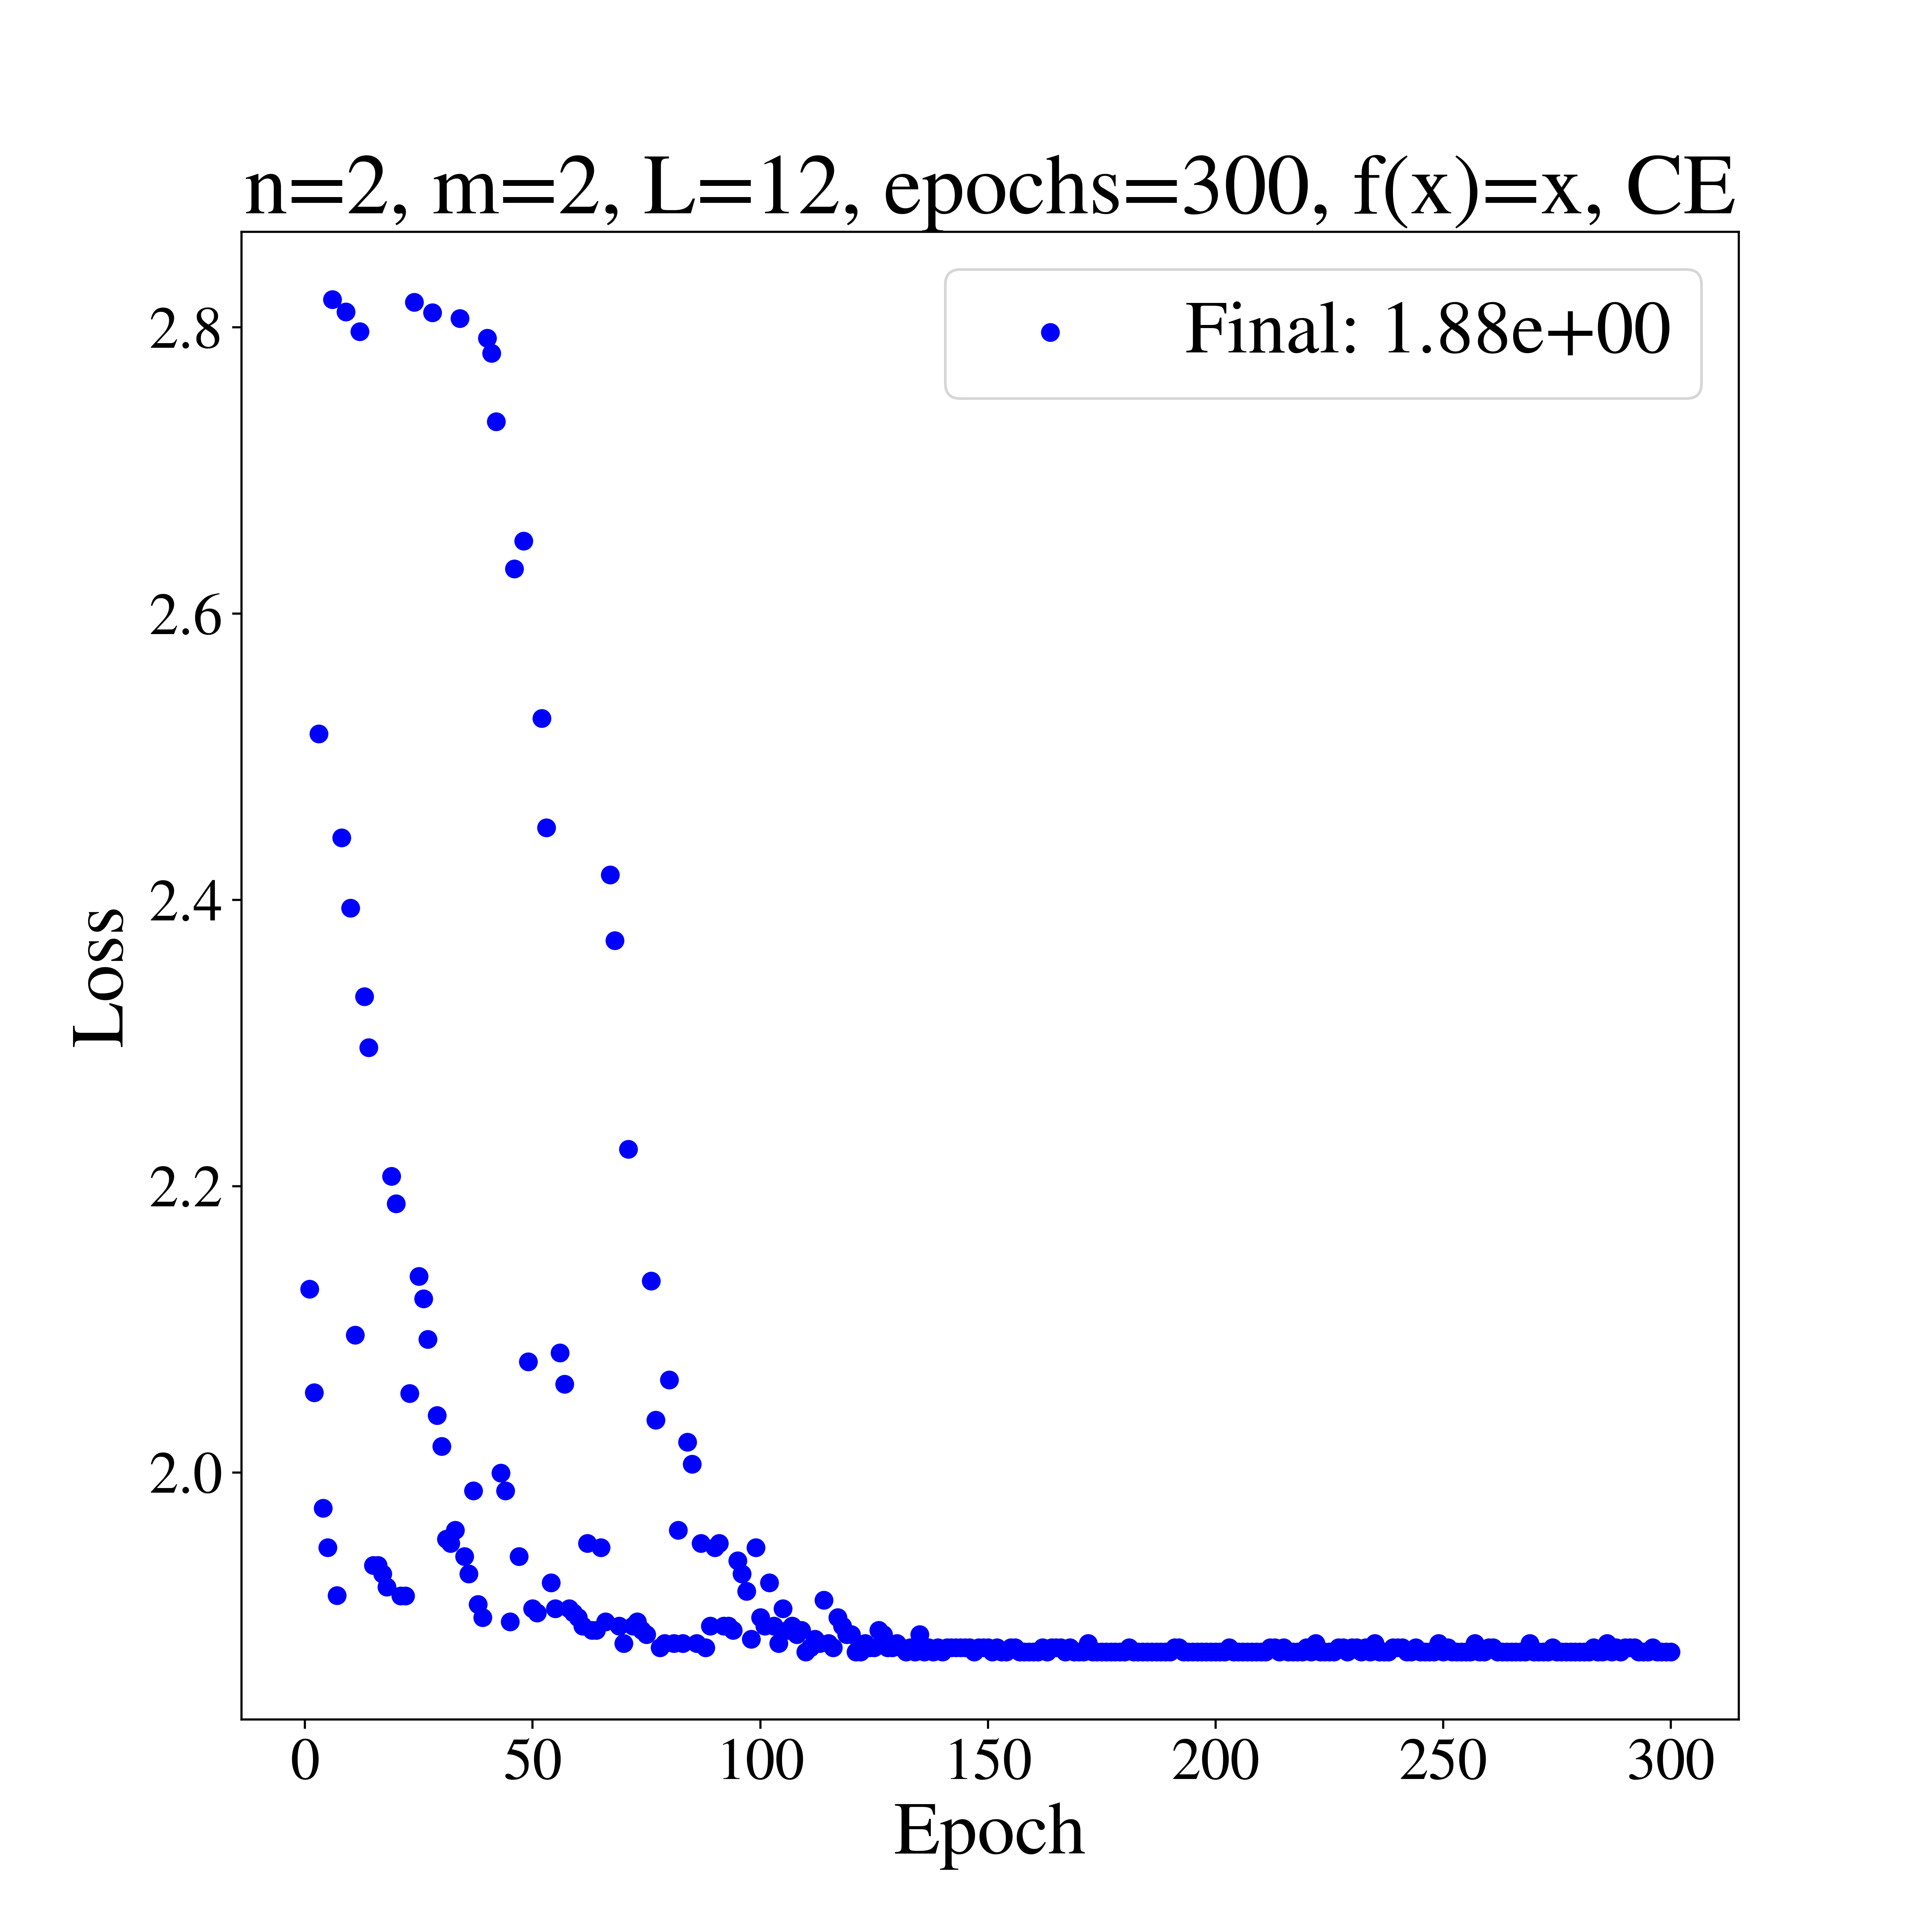 n=2, m=2, L=12, epochs=300, f(x)=x, CE
Final: 1.88e+00
2.8
2.6
2.4
2.2
2.0
Loss
0 50 100 150 200 250 300
Epoch